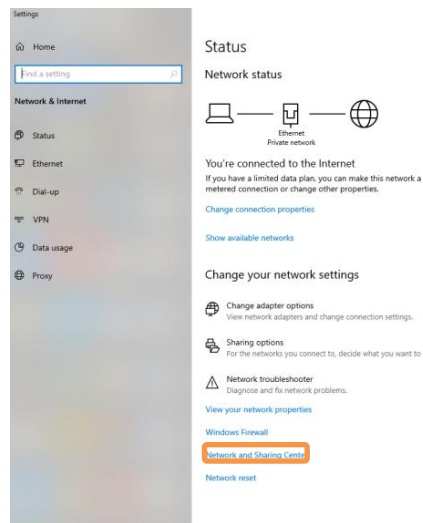 Settings
Home
Find a setting
Network & Internet
Status
Ethernet
Dial-up
VPN
Data usage
Proxy
Status
Network status
Ethernet
Private network
You're connected to the Internet
If you have a limited data plan, you can make this network a
metered connection or change other properties.
Change connection properties
Show available networks
Change your network settings
Change adapter options
View network adapters and change connection settings.
Sharing options
For the networks you connect to, decide what you want to
Network troubleshooter
Diagnose and fix network problems.
View your network properties
Windows Firewall
Network and Sharing Center
Network reset